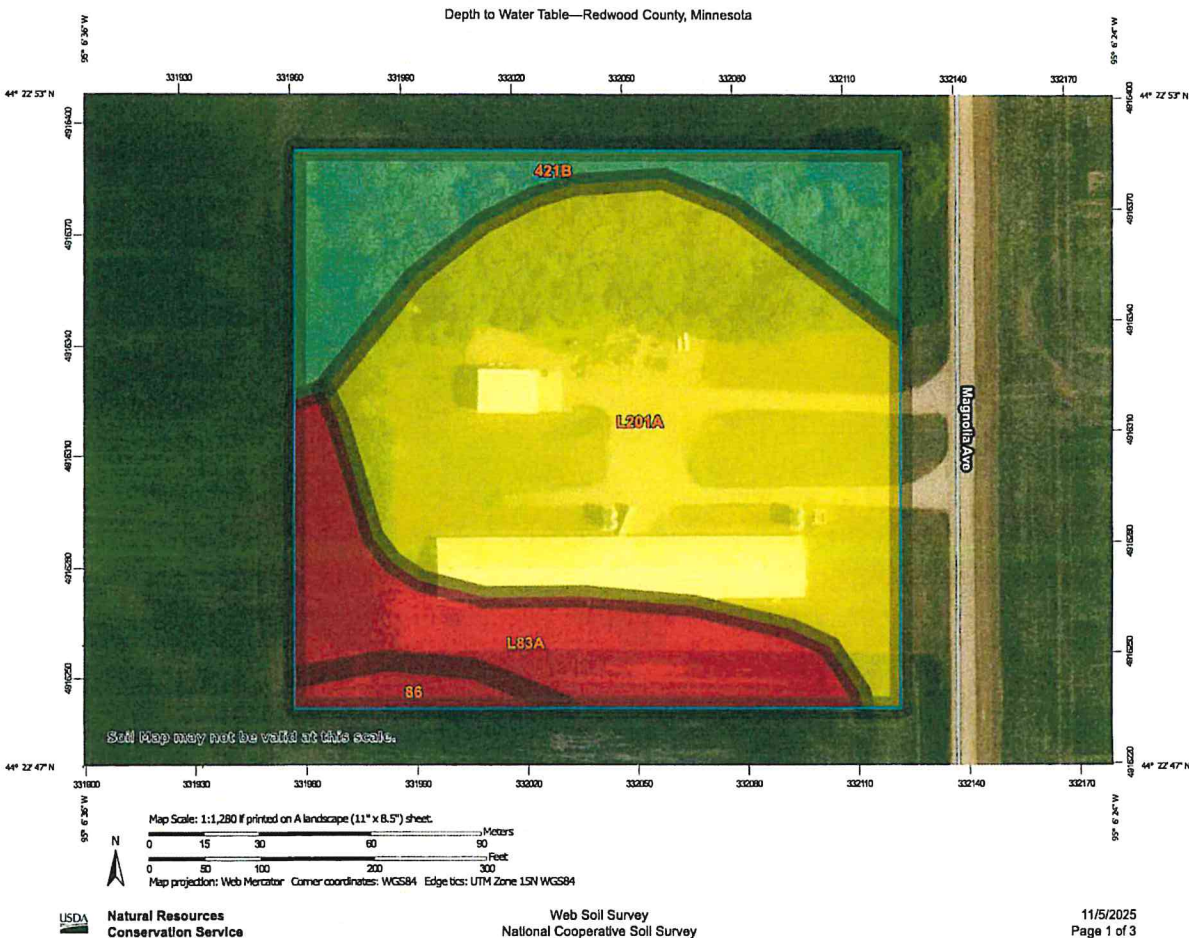 Depth to Water Table—Redwood County, Minnesota
95° 6' 36" W
95° 6' 24" W
331930 331960 331990 332020 332050 332080 332110 332140 332170
44° 22' 53" N
44° 22' 53" N
4916400
4916400
421B
4916370
4916370
4916340
4916340
L201A
Magnolia Ave
4916310
4916310
4916280
4916280
L83A
4916250
4916250
86
Soil Map may not be valid at this scale.
4916220
44° 22' 47" N
44° 22' 47" N
331900 331930 331960 331990 332020 332050 332080 332110 332140 332170
95° 6' 36" W
95° 6' 24" W
Map Scale: 1:1,280 if printed on A landscape (11" x 8.5") sheet.
N
Meters
0 15 30 60 90
Feet
0 50 100 200 300
Map projection: Web Mercator Corner coordinates: WGS84 Edge tics: UTM Zone 15N WGS84
USDA
Natural Resources
Conservation Service
Web Soil Survey
National Cooperative Soil Survey
11/5/2025
Page 1 of 3